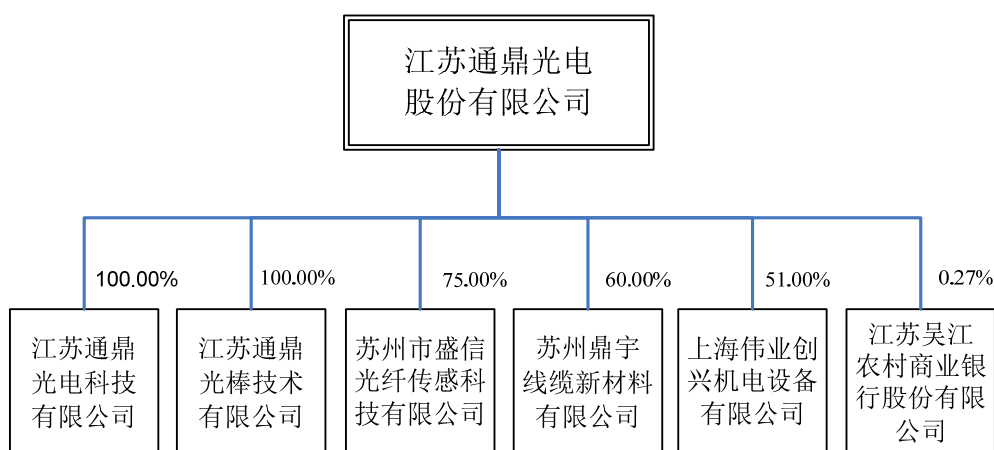 江苏通鼎光电
股份有限公司
100.00%
100.00%
75.00%
60.00%
51.00%
0.27%
江苏通鼎
光电科技
有限公司
江苏通鼎
光棒技术
有限公司
苏州市盛信
光纤传感科
技有限公司
苏州鼎宇
线缆新材料
有限公司
上海伟业创
兴机电设备
有限公司
江苏吴江
农村商业银
行股份有限
公司